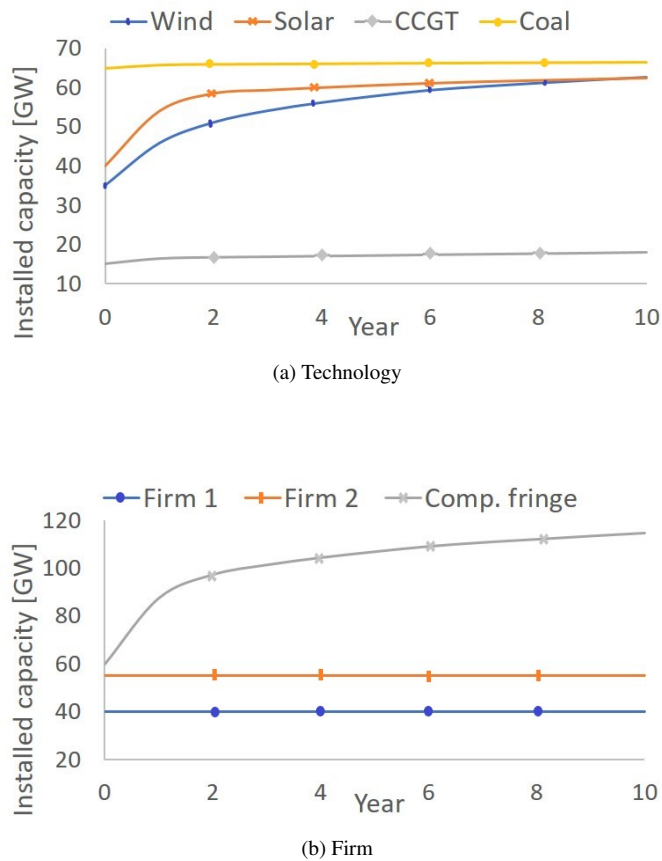 Wind Solar CCGT Coal
Installed capacity [GW]
70
60
50
40
30
20
10
0 2 4 6 8 10
Year
(a) Technology
Firm 1 Firm 2 Comp. fringe
Installed capacity [GW]
120
100
80
60
40
20
0 2 4 6 8 10
Year
(b) Firm